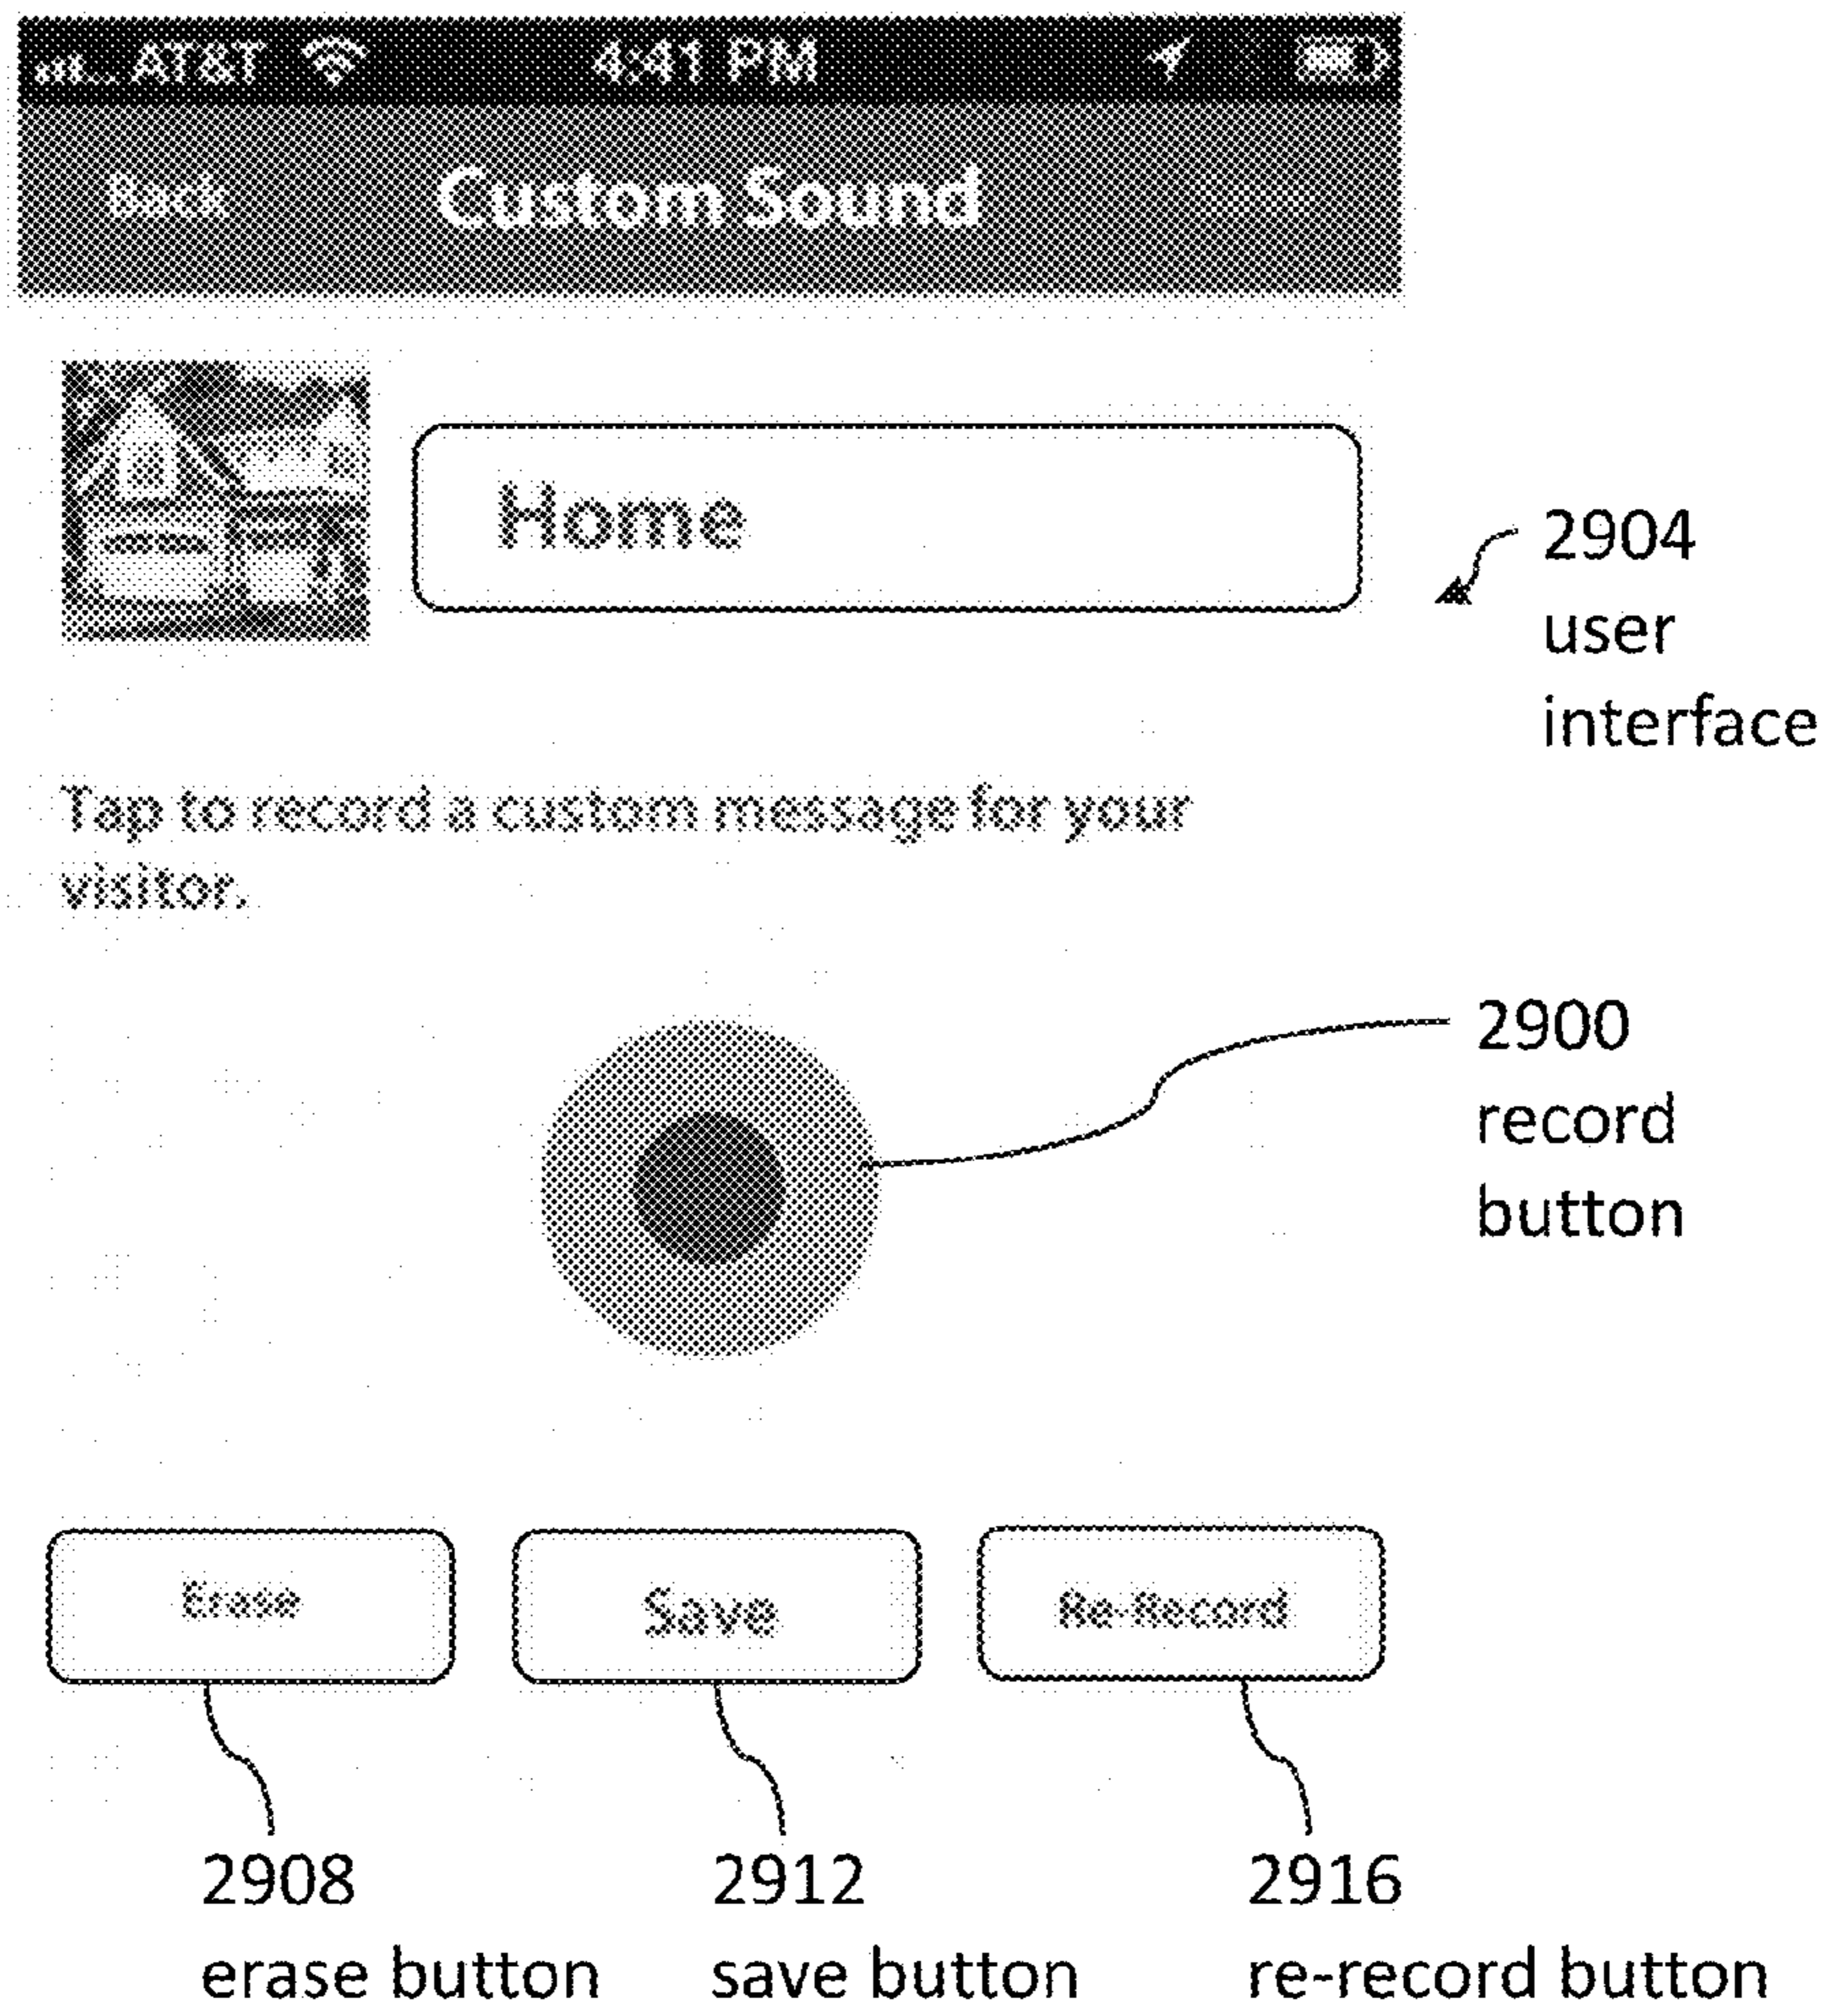 AT&T 4:41 PM
Back Custom Sound
Home
2904
user
interface
Tap to record a custom message for your
visitor.
2900
record
button
Erase Save Re-Record
2908 2912 2916
erase button save button re-record button